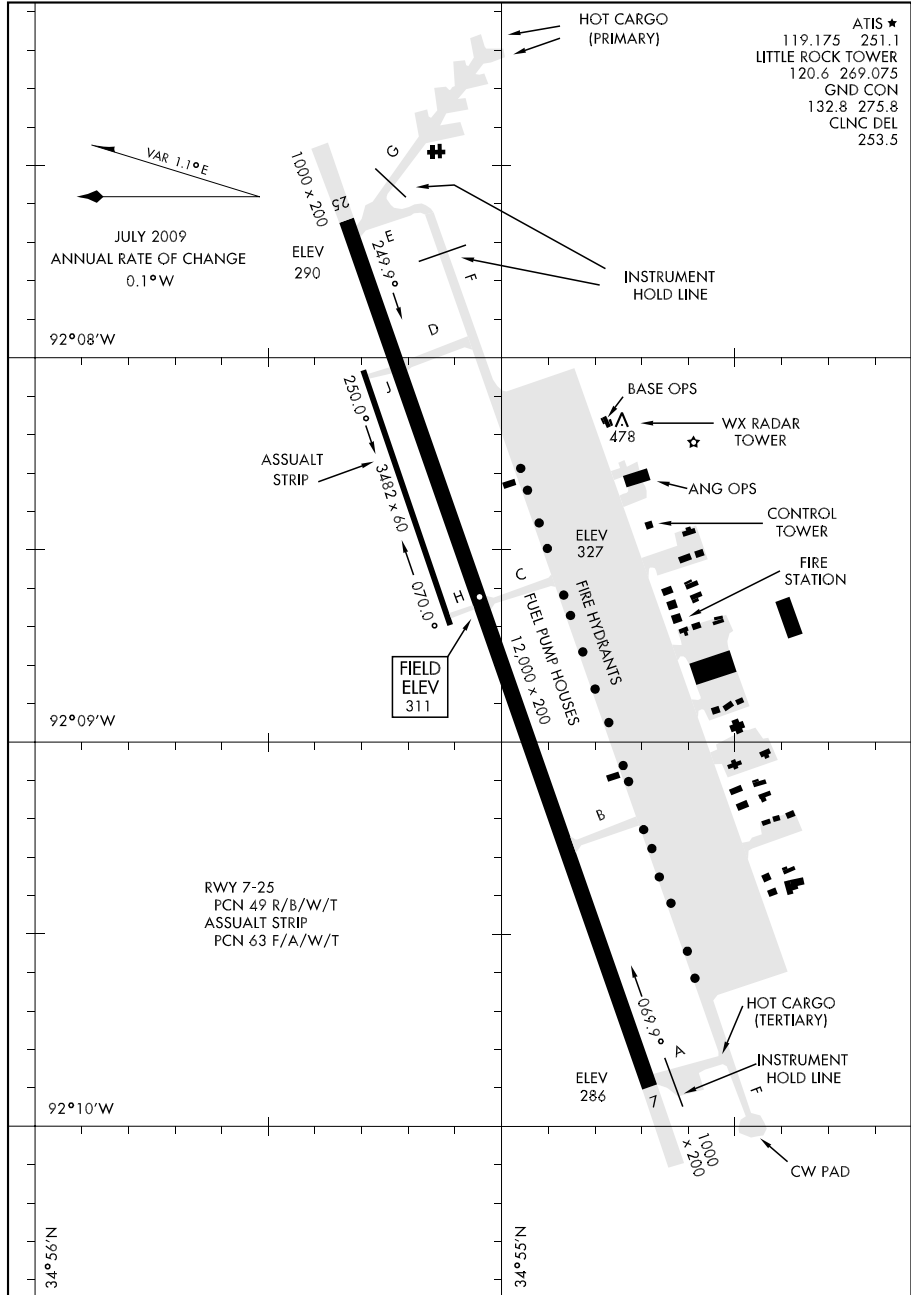 HOT CARGO
(PRIMARY)
ATIS ★
119.175 251.1
LITTLE ROCK TOWER
120.6 269.075
GND CON
132.8 275.8
CLNC DEL
253.5
VAR 1.1° E
JULY 2009
ANNUAL RATE OF CHANGE
0.1° W
1000 x 200
25
G
ELEV
290
E
249.9°
F
INSTRUMENT
HOLD LINE
D
92°08'W
J
250.0°
BASE OPS
478
WX RADAR
TOWER
ASSUALT
STRIP
3482 x 60
ANG OPS
CONTROL
TOWER
ELEV
327
FIRE
STATION
C
H
070.0°
FIRE HYDRANTS
FUEL PUMP HOUSES
12,000 x 200
FIELD
ELEV
311
92°09'W
B
RWY 7-25
PCN 49 R/B/W/T
ASSUALT STRIP
PCN 63 F/A/W/T
069.9°
A
HOT CARGO
(TERTIARY)
INSTRUMENT
HOLD LINE
ELEV
286
7
F
92°10'W
1000
x 200
CW PAD
34°56'N
34°55'N